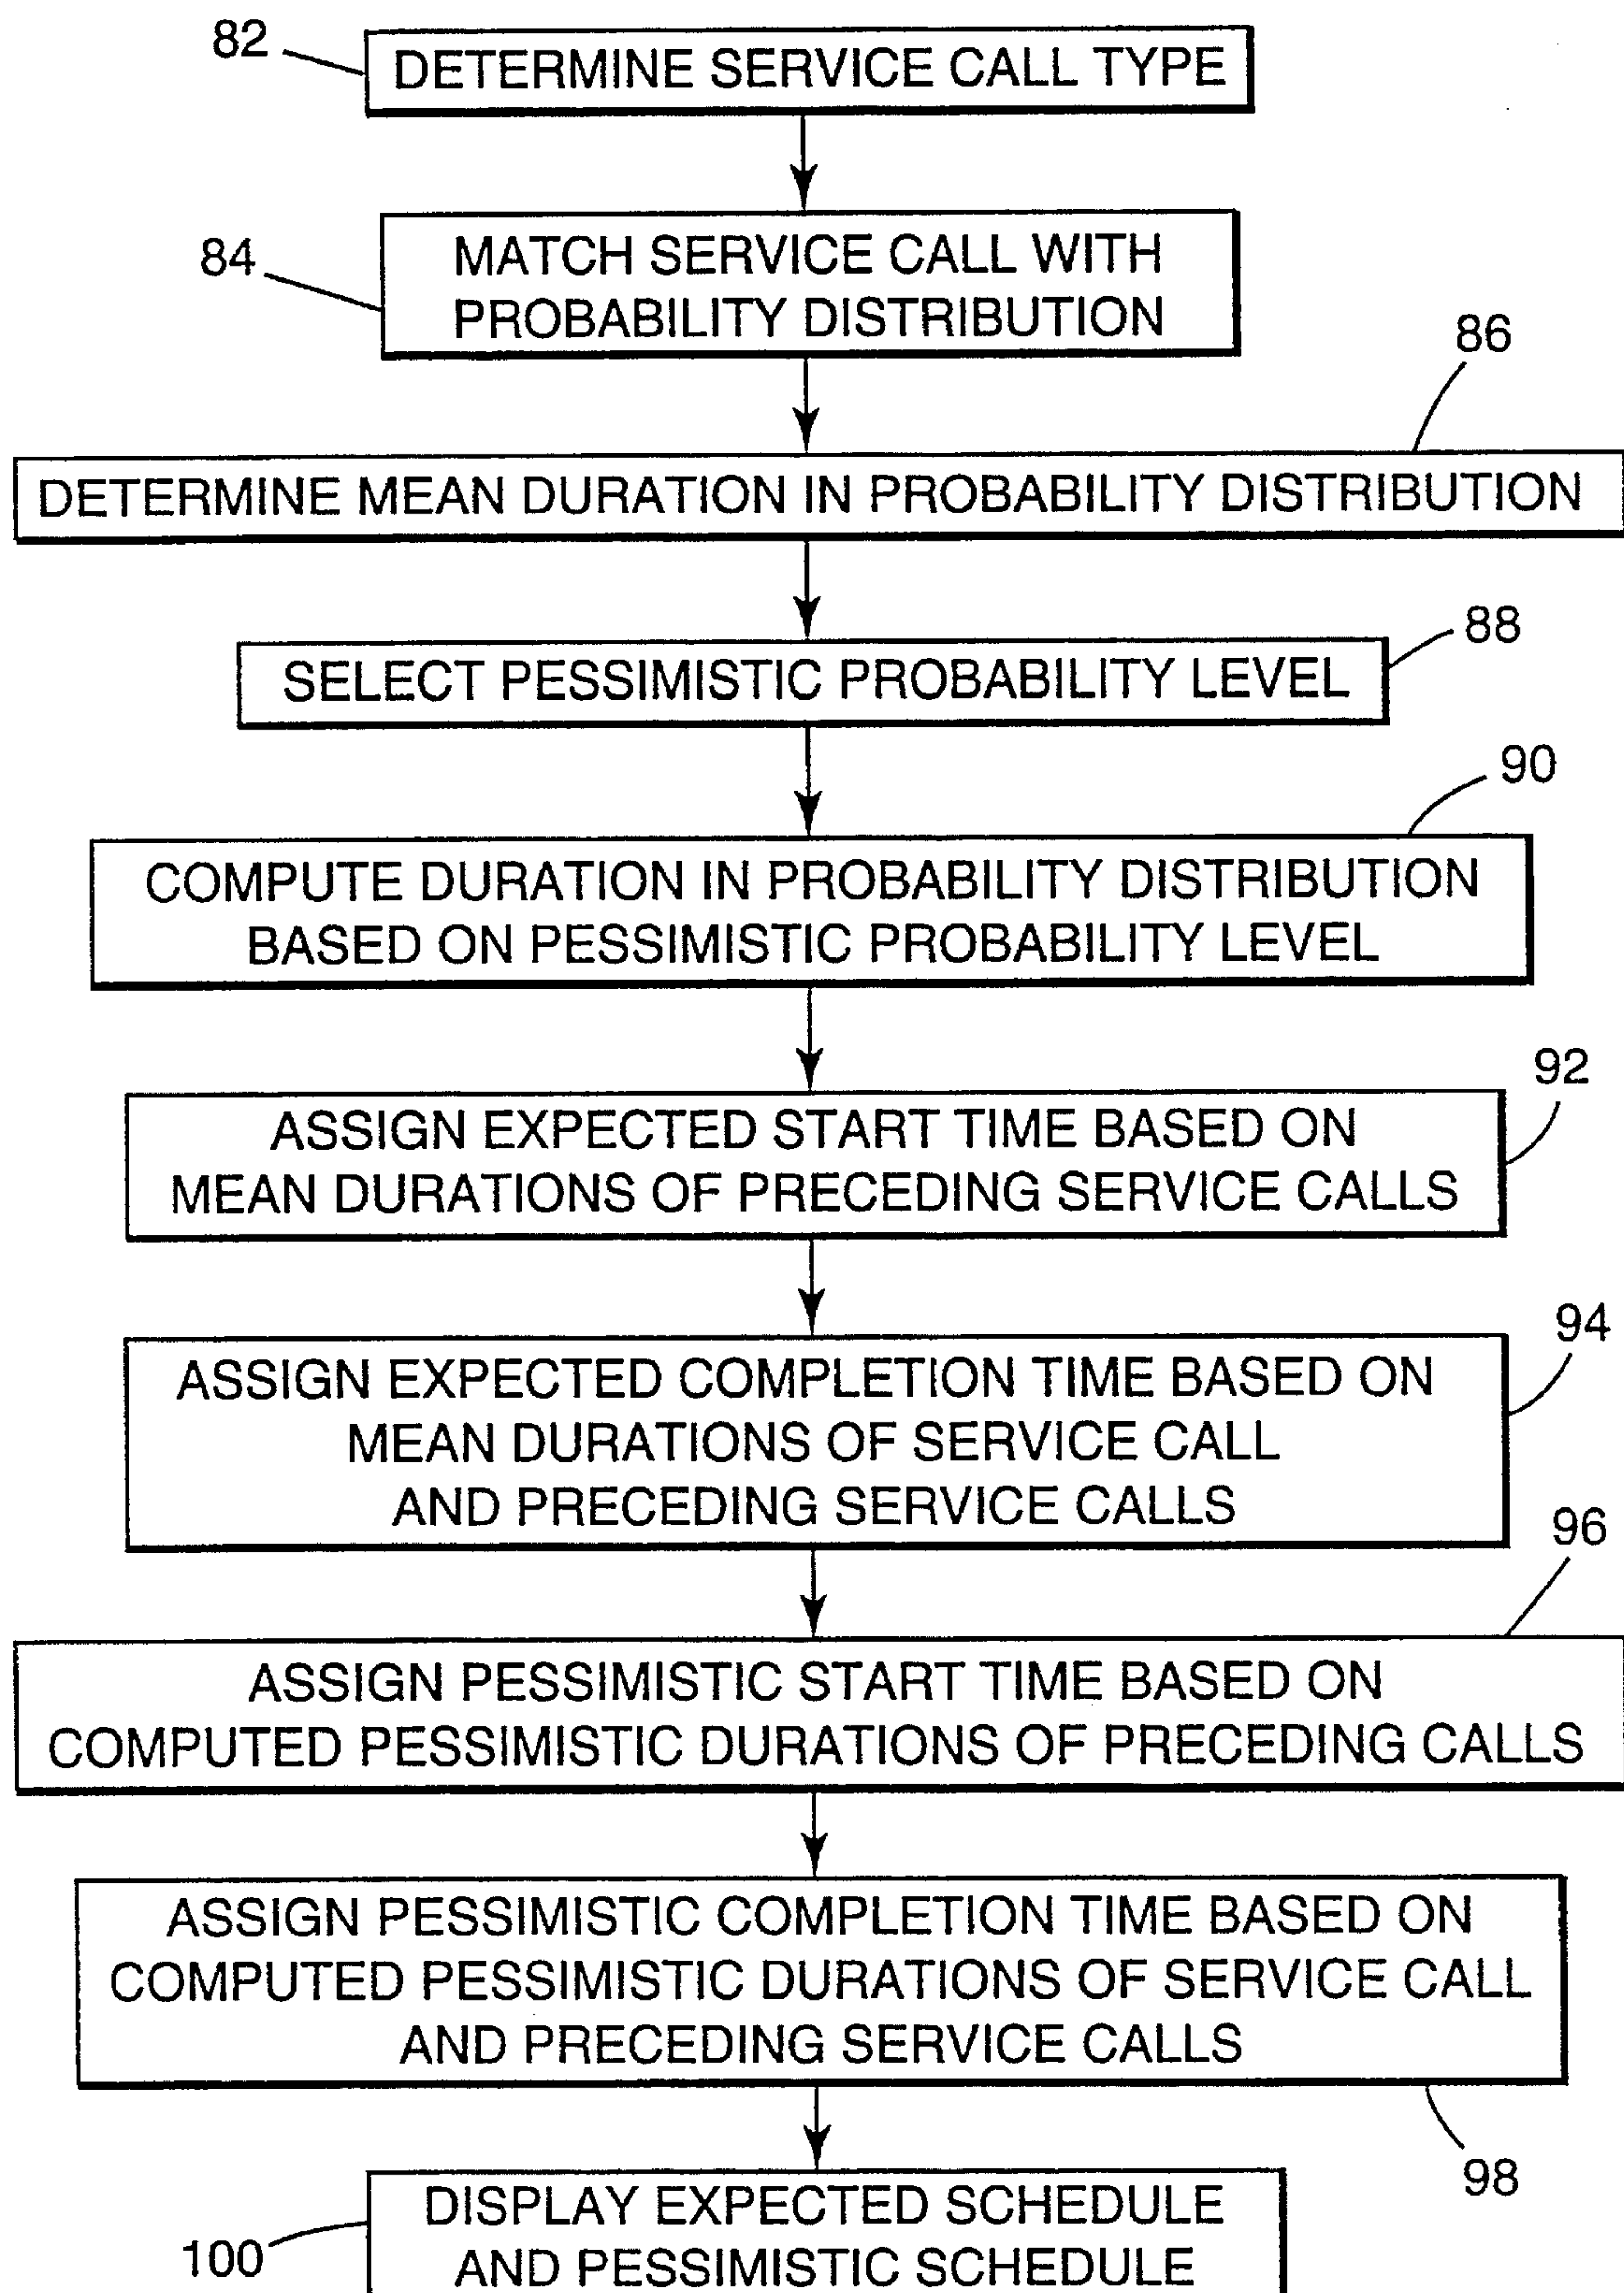 82
DETERMINE SERVICE CALL TYPE
84
MATCH SERVICE CALL WITH
PROBABILITY DISTRIBUTION
86
DETERMINE MEAN DURATION IN PROBABILITY DISTRIBUTION
88
SELECT PESSIMISTIC PROBABILITY LEVEL
90
COMPUTE DURATION IN PROBABILITY DISTRIBUTION
BASED ON PESSIMISTIC PROBABILITY LEVEL
92
ASSIGN EXPECTED START TIME BASED ON
MEAN DURATIONS OF PRECEDING SERVICE CALLS
94
ASSIGN EXPECTED COMPLETION TIME BASED ON
MEAN DURATIONS OF SERVICE CALL
AND PRECEDING SERVICE CALLS
96
ASSIGN PESSIMISTIC START TIME BASED ON
COMPUTED PESSIMISTIC DURATIONS OF PRECEDING CALLS
ASSIGN PESSIMISTIC COMPLETION TIME BASED ON
COMPUTED PESSIMISTIC DURATIONS OF SERVICE CALL
AND PRECEDING SERVICE CALLS
98
DISPLAY EXPECTED SCHEDULE
100
AND PESSIMISTIC SCHEDULE